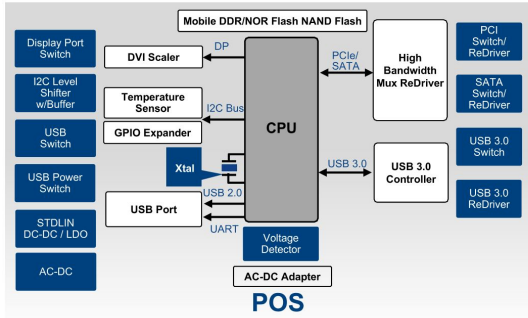 Mobile DDR/NOR Flash NAND Flash
Display Port
Switch
I2C Level
Shifter
w/Buffer
USB
Switch
USB Power
Switch
STDLIN
DC-DC / LDO
AC-DC
DVI Scaler
DP
Temperature
Sensor
I2C Bus
GPIO Expander
Xtal
USB 2.0
USB Port
UART
CPU
Voltage
Detector
AC-DC Adapter
PCIe/
SATA
High
Bandwidth
Mux ReDriver
USB 3.0
USB 3.0
Controller
PCI
Switch/
ReDriver
SATA
Switch/
ReDriver
USB 3.0
Switch
USB 3.0
ReDriver
POS